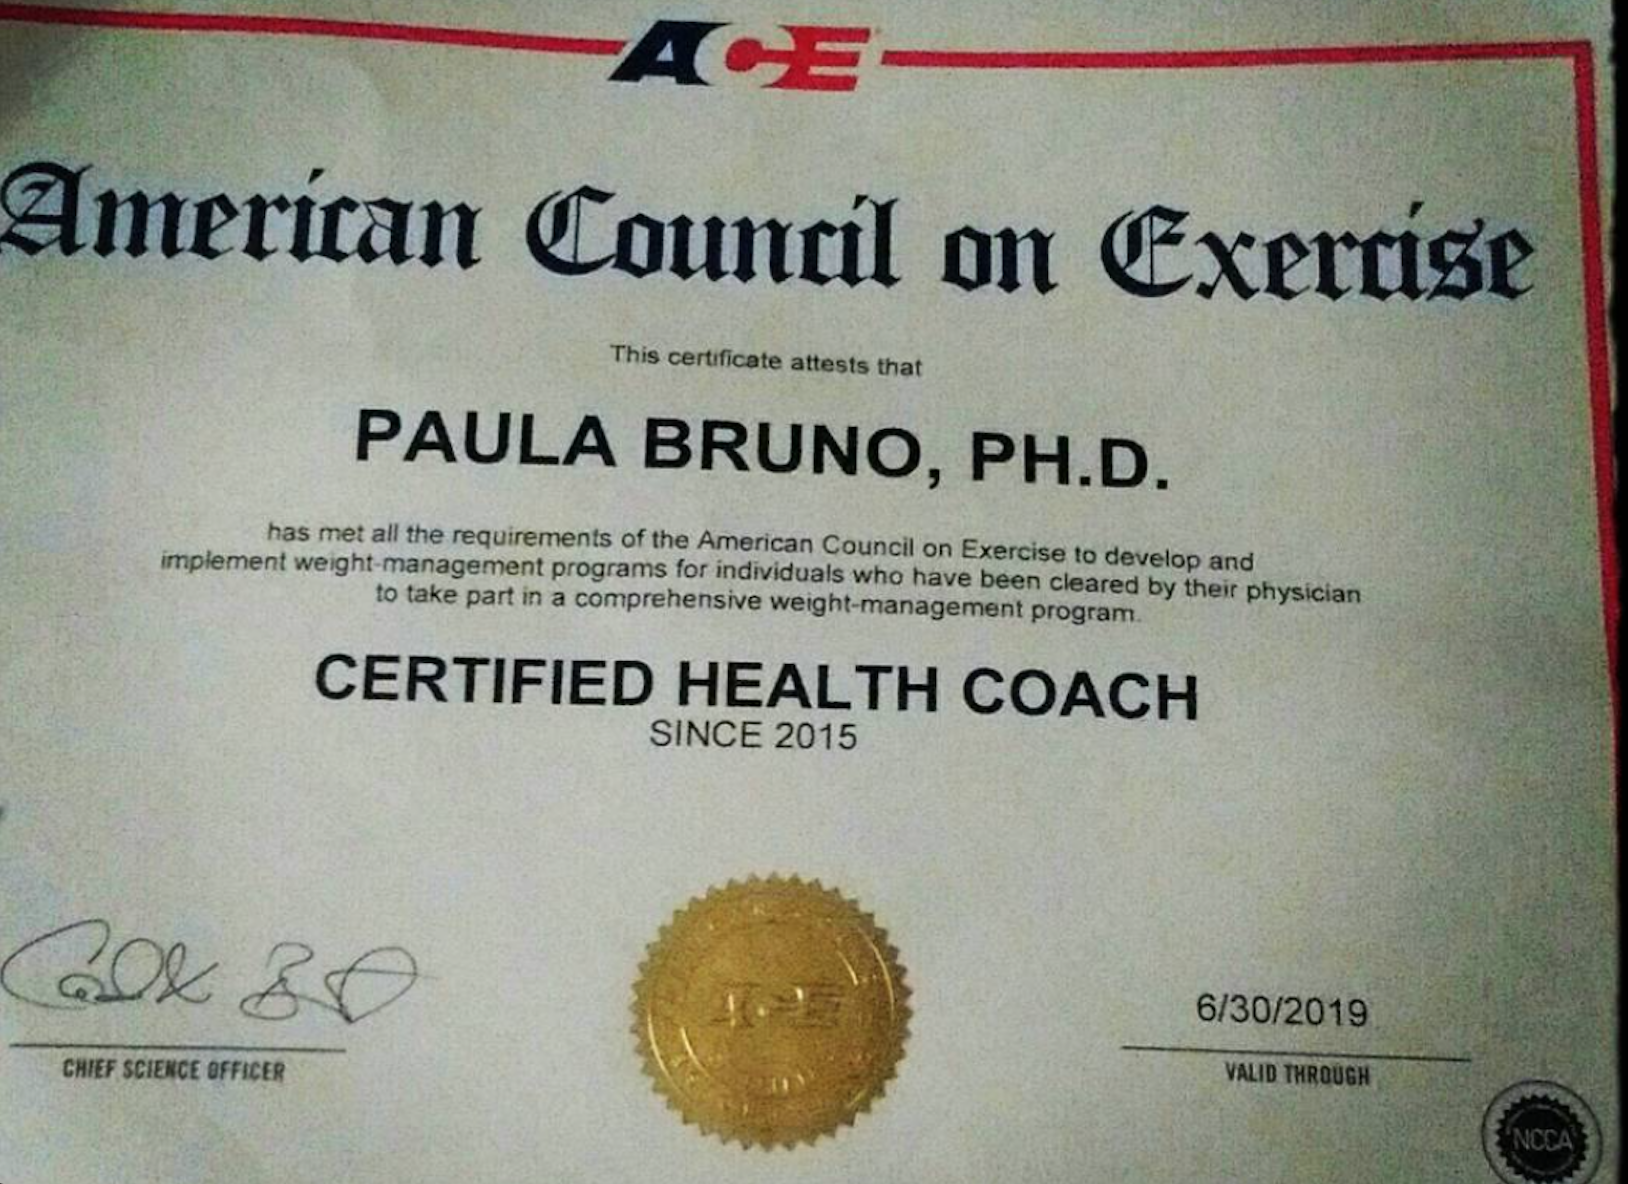 ACE
American Council on Exercise
This certificate attests that
PAULA BRUNO, PH.D.
has met all the requirements of the American Council on Exercise to develop and
implement weight-management programs for individuals who have been cleared by their physician
to take part in a comprehensive weight-management program.
CERTIFIED HEALTH COACH
SINCE 2015
ACE
6/30/2019
CHIEF SCIENCE OFFICER
VALID THROUGH
NCCA